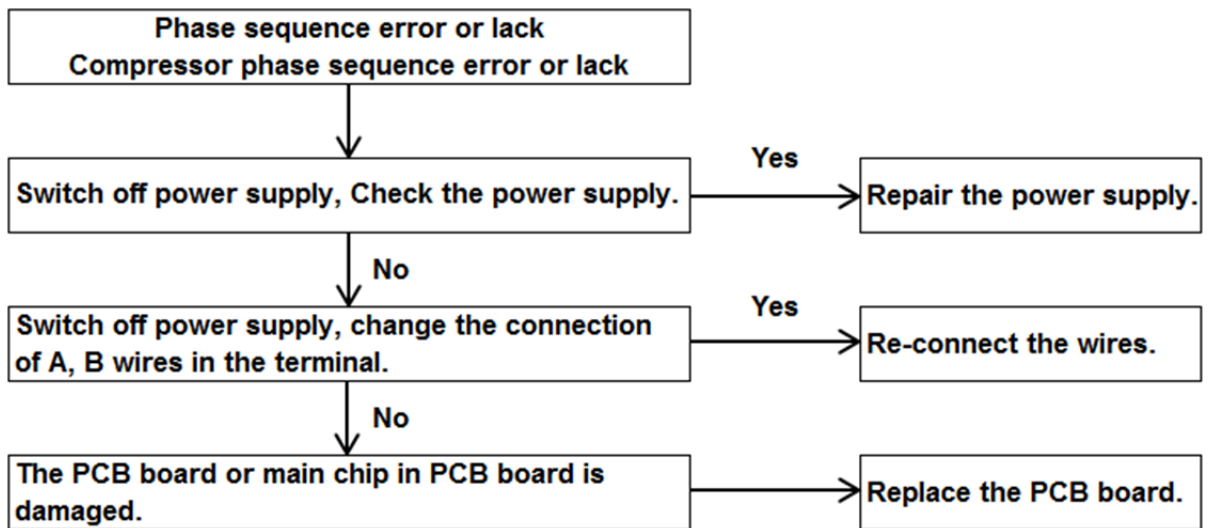 Phase sequence error or lack
Compressor phase sequence error or lack
Yes
Switch off power supply, Check the power supply.
Repair the power supply.
No
Yes
Switch off power supply, change the connection
of A, B wires in the terminal.
Re-connect the wires.
No
The PCB board or main chip in PCB board is
damaged.
Replace the PCB board.